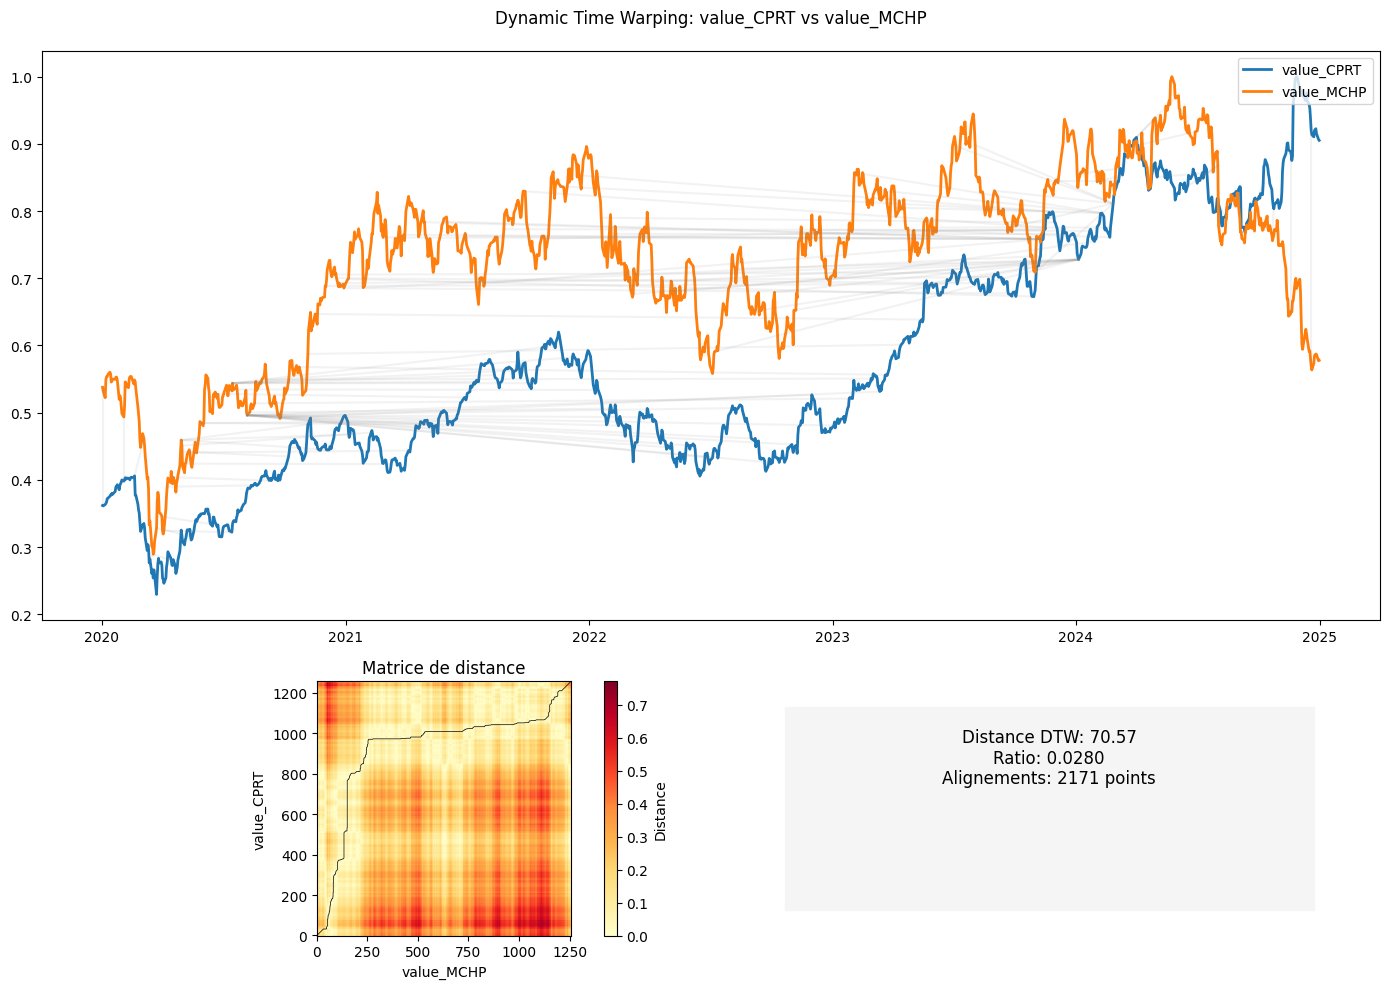 Dynamic Time Warping: value_CPRT vs value_MCHP
value_CPRT
value_MCHP
1.0
0.9
0.8
0.7
0.6
0.5
0.4
0.3
0.2
2020 2021 2022 2023 2024 2025
Matrice de distance
value_CPRT
1200
1000
800
600
400
200
0
0 250 500 750 1000 1250
value_MCHP
0.7
0.6
0.5
0.4
0.3
0.2
0.1
0.0
Distance
Distance DTW: 70.57
Ratio: 0.0280
Alignements: 2171 points